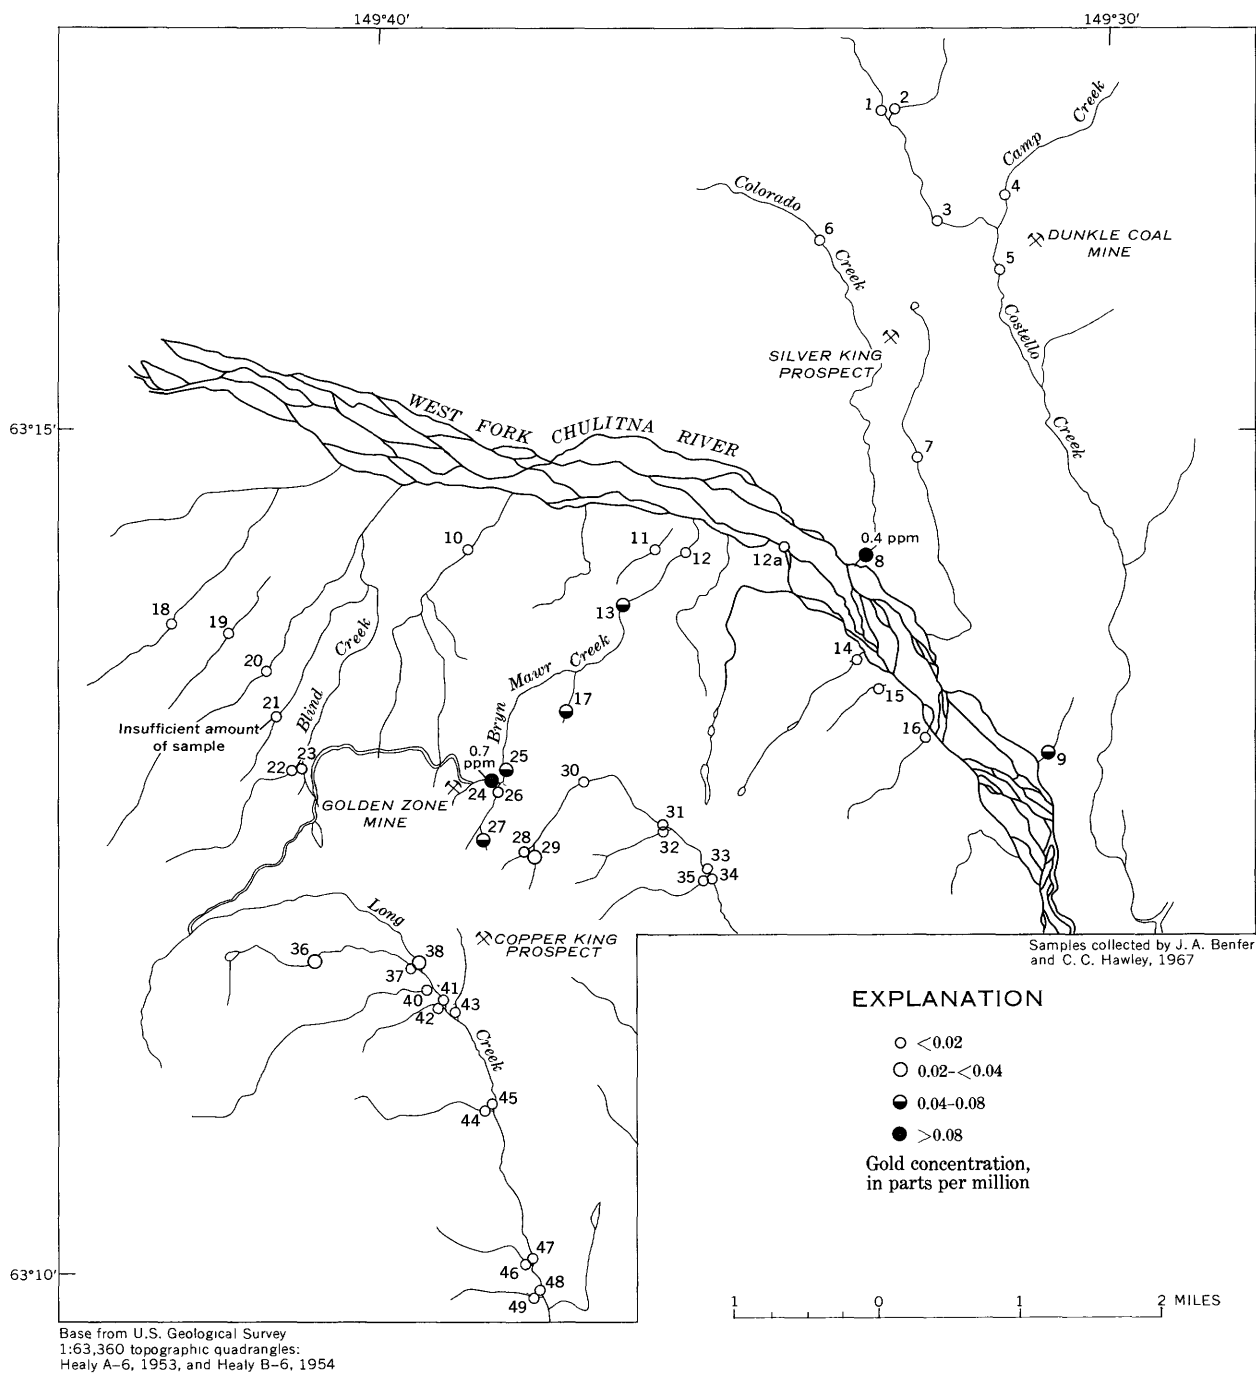 149°40′
149°30′
1
2
Camp Creek
4
Colorado Creek
3
6
DUNKLE COAL
MINE
5
Costello Creek
SILVER KING
PROSPECT
WEST FORK CHULITNA RIVER
63°15′
7
10
11
12
12a
0.4 ppm
8
13
18
19
Blind Creek
Bryn Mawr Creek
14
20
17
15
21
Insufficient amount
of sample
16
22
23
0.7
ppm
25
9
24
26
30
GOLDEN ZONE
MINE
27
28
29
31
32
33
34
35
Long Creek
COPPER KING
PROSPECT
36
38
37
41
40
43
42
45
44
47
46
48
49
63°10′
Samples collected by J. A. Benfer
and C. C. Hawley, 1967
EXPLANATION
<0.02
0.02-<0.04
0.04-0.08
>0.08
Gold concentration,
in parts per million
1 0 1 2 MILES
Base from U.S. Geological Survey
1:63,360 topographic quadrangles:
Healy A-6, 1953, and Healy B-6, 1954